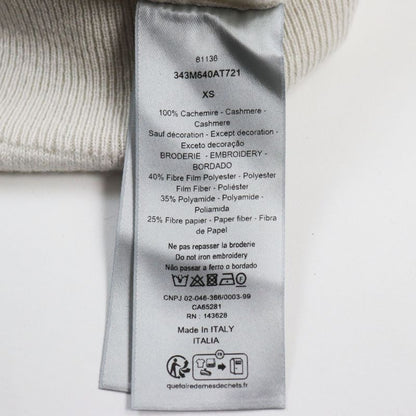 61136
343M640AT721
XS
100% Cachemire - Cashmere -
Cashmere
Sauf décoration - Except decoration -
Exceto decoração
BRODERIE - EMBROIDERY -
BORDADO
40% Fibre Film Polyester - Polyester
Film Fiber - Poliéster
35% Polyamide - Polyamide -
Poliamida
25% Fibre papier - Paper fiber - Fibra
de Papel
Ne pas repasser la broderie
Do not iron embroidery
Não passar a ferro o bordado
CNPJ 02-046-386/0003-99
CA65281
RN : 143628
Made In ITALY
ITALIA
FR
quefairedemesdechets.fr